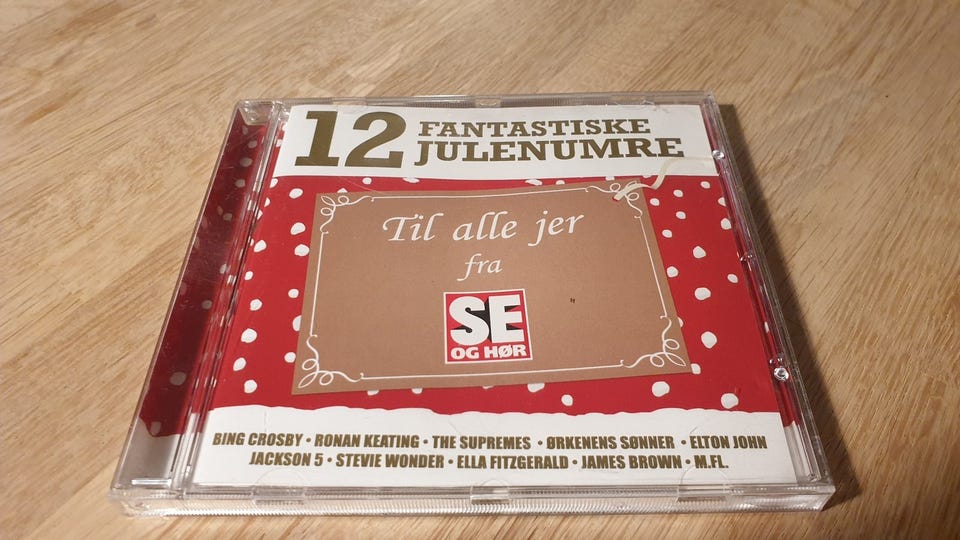 12 FANTASTISKE
JULENUMRE
Til alle jer
fra
SE
OG HØR
BING CROSBY • RONAN KEATING • THE SUPREMES • ØRKENENS SØNNER • ELTON JOHN
JACKSON 5 • STEVIE WONDER • ELLA FITZGERALD • JAMES BROWN • M.FL.